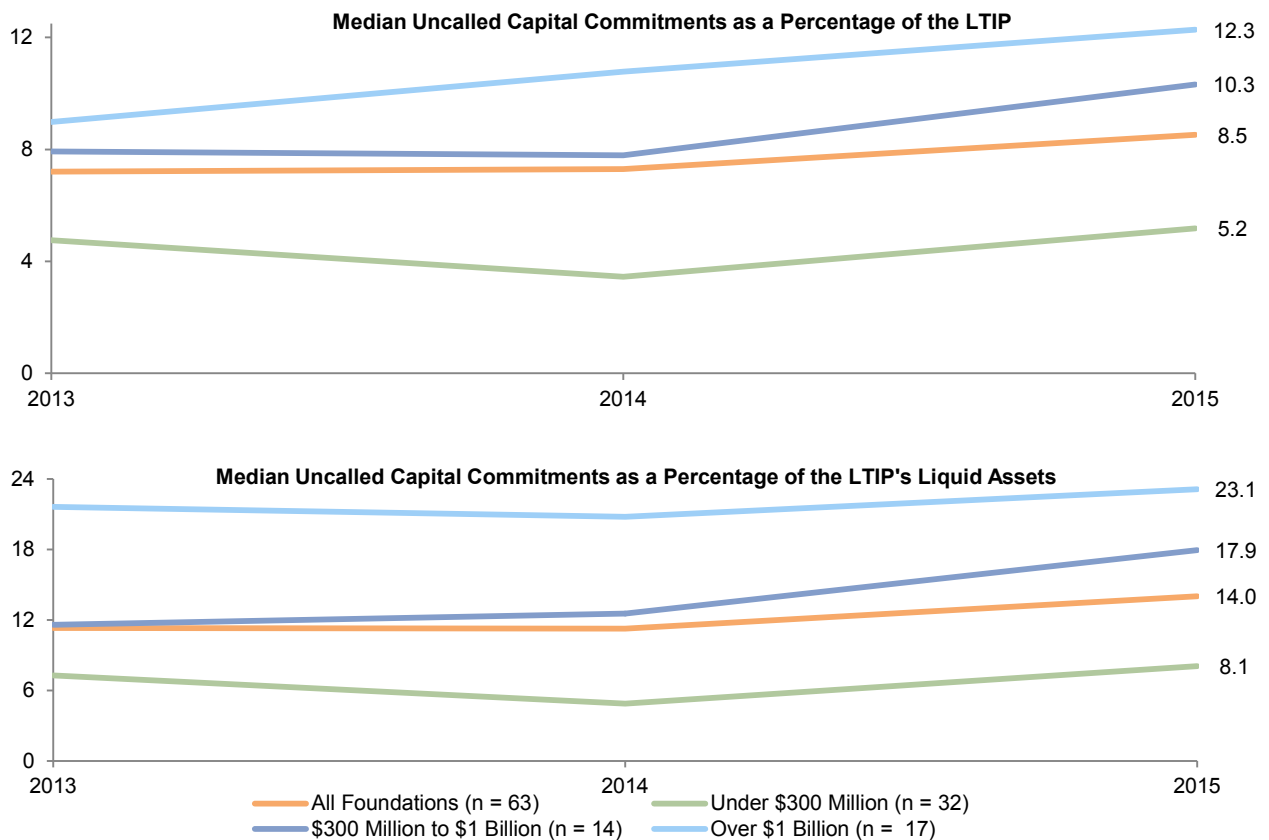 Median Uncalled Capital Commitments as a Percentage of the LTIP
12
8
4
0
12.3
10.3
8.5
5.2
2013 2014 2015
Median Uncalled Capital Commitments as a Percentage of the LTIP's Liquid Assets
24
18
12
6
0
23.1
17.9
14.0
8.1
2013 2014 2015
All Foundations (n = 63) Under $300 Million (n = 32)
$300 Million to $1 Billion (n = 14) Over $1 Billion (n =  17)